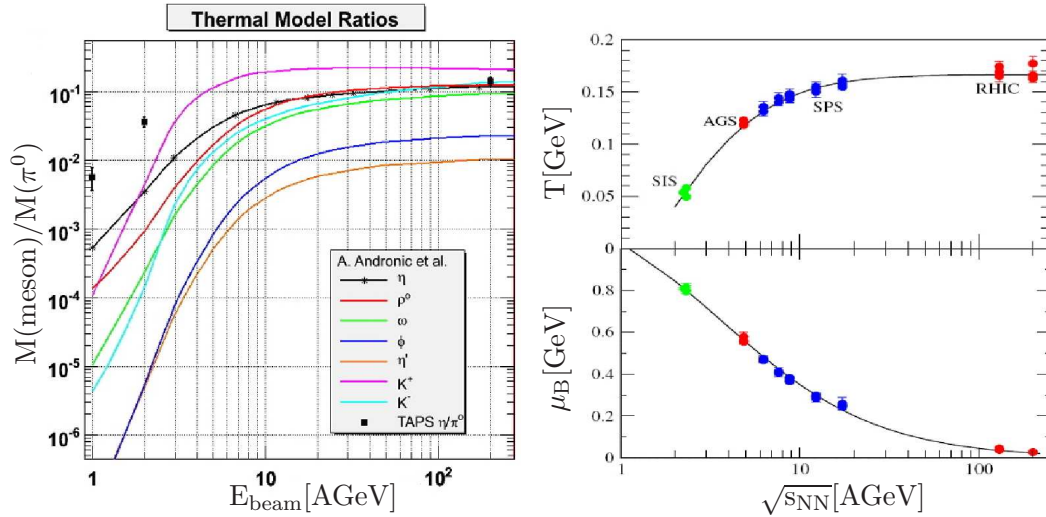 Thermal Model Ratios
M(meson)/M(π⁰)
10⁻¹
10⁻²
10⁻³
10⁻⁴
10⁻⁵
10⁻⁶
A. Andronic et al.
η
ρ⁰
ω
ϕ
η'
K⁺
K⁻
TAPS η/π⁰
1
10
10²
E_beam[AGeV]
0.2
0.15
0.1
0.05
0
T[GeV]
SIS
AGS
SPS
RHIC
0.8
0.6
0.4
0.2
0
μ_B[GeV]
1
10
100
√s_NN[AGeV]